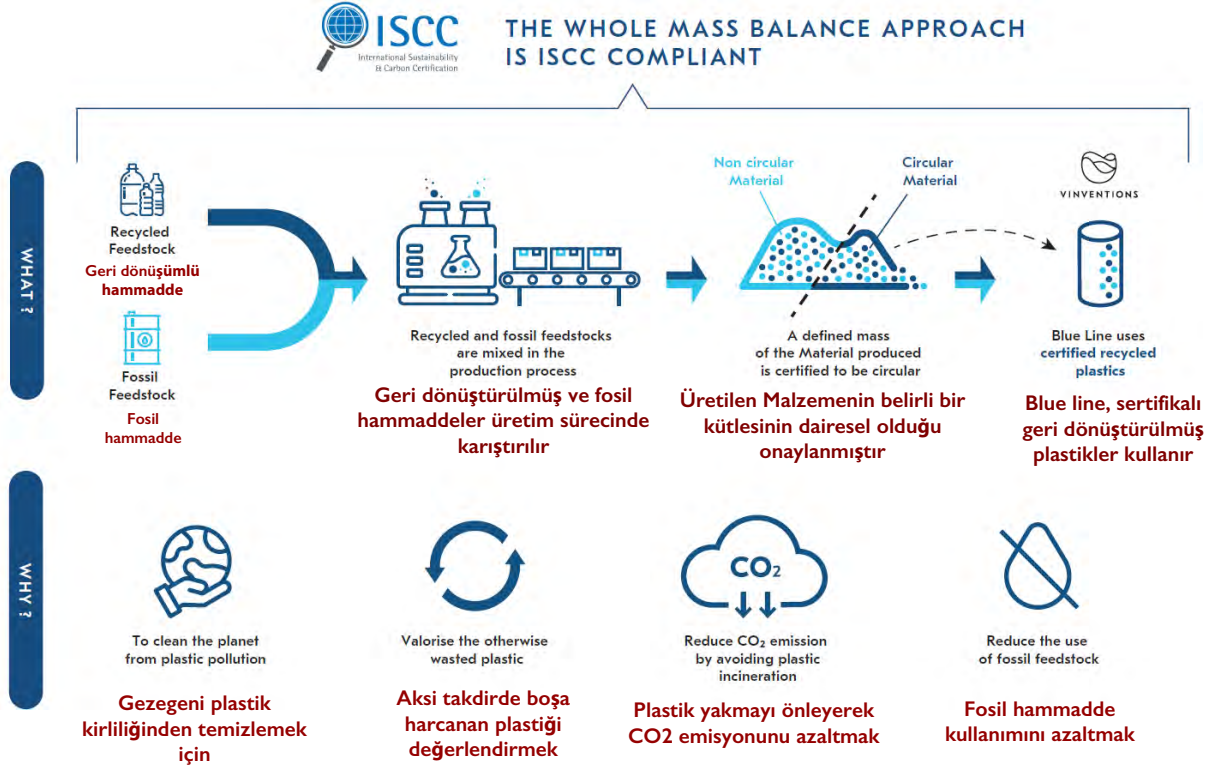 ISCC
International Sustainability
& Carbon Certification
THE WHOLE MASS BALANCE APPROACH
IS ISCC COMPLIANT
WHAT ?
Recycled
Feedstock
Geri dönüşümlü
hammadde
Fossil
Feedstock
Fosil
hammadde
Recycled and fossil feedstocks
are mixed in the
production process
Geri dönüştürülmüş ve fosil
hammaddeler üretim sürecinde
karıştırılır
Non circular
Material
Circular
Material
A defined mass
of the Material produced
is certified to be circular
Üretilen Malzemenin belirli bir
kütlesinin dairesel olduğu
onaylanmıştır
VINVENTIONS
Blue Line uses
certified recycled
plastics
Blue line, sertifikalı
geri dönüştürülmüş
plastikler kullanır
WHY ?
To clean the planet
from plastic pollution
Gezegeni plastik
kirliliğinden temizlemek
için
Valorise the otherwise
wasted plastic
Aksi takdirde boşa
harcanan plastiği
değerlendirmek
CO₂
Reduce CO₂ emission
by avoiding plastic
incineration
Plastik yakmayı önleyerek
CO2 emisyonunu azaltmak
Reduce the use
of fossil feedstock
Fosil hammadde
kullanımını azaltmak